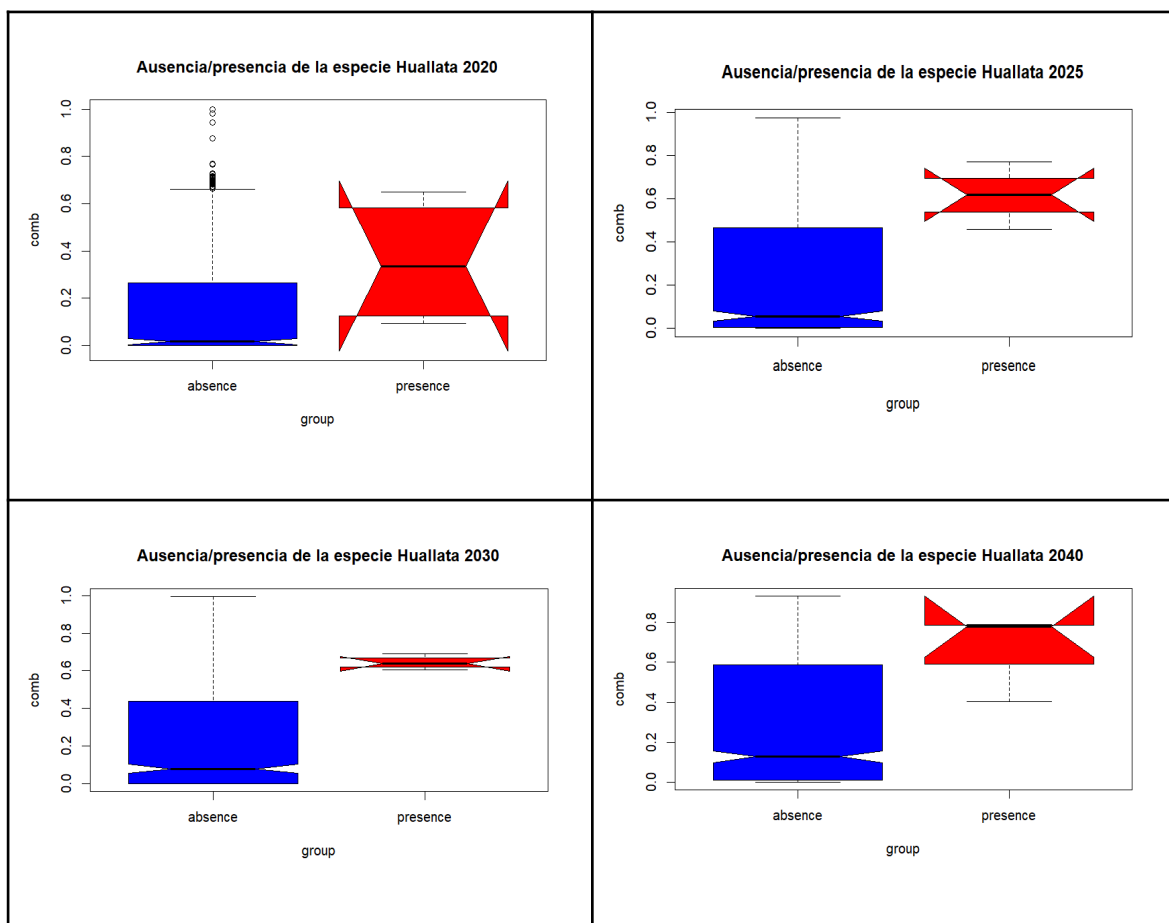 Ausencia/presencia de la especie Huallata 2020
comb
1.0
0.8
0.6
0.4
0.2
0.0
absence presence
group
Ausencia/presencia de la especie Huallata 2025
comb
1.0
0.8
0.6
0.4
0.2
0.0
absence presence
group
Ausencia/presencia de la especie Huallata 2030
comb
1.0
0.8
0.6
0.4
0.2
0.0
absence presence
group
Ausencia/presencia de la especie Huallata 2040
comb
0.8
0.6
0.4
0.2
0.0
absence presence
group